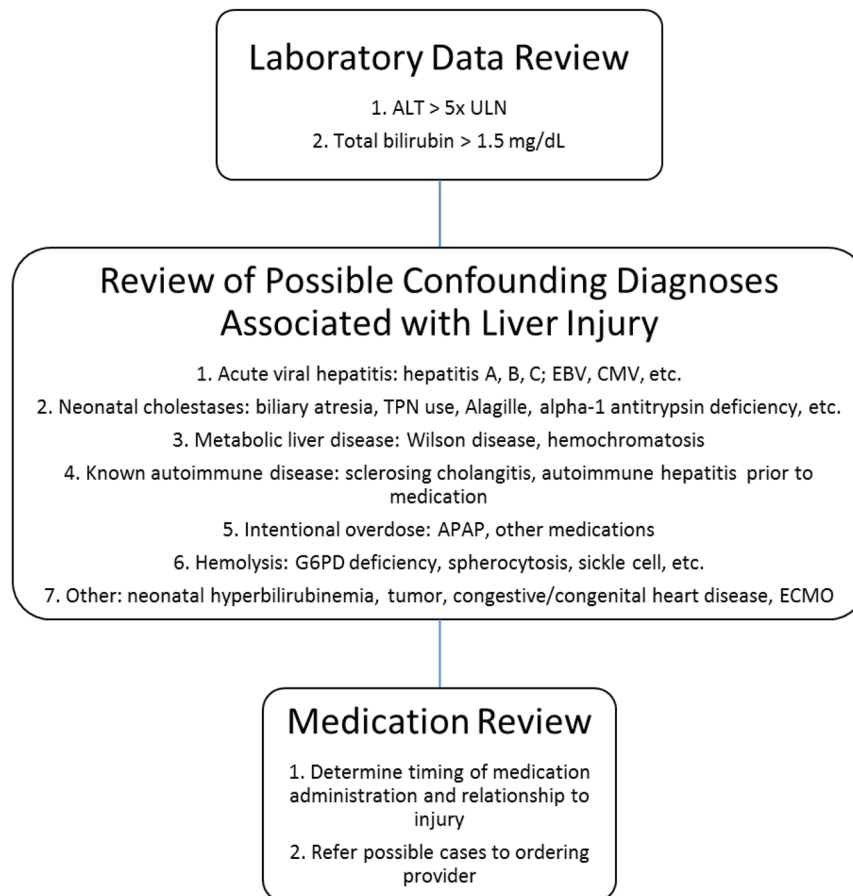 Laboratory Data Review
1. ALT > 5x ULN
2. Total bilirubin > 1.5 mg/dL
Review of Possible Confounding Diagnoses
Associated with Liver Injury
1. Acute viral hepatitis: hepatitis A, B, C; EBV, CMV, etc.
2. Neonatal cholestases: biliary atresia, TPN use, Alagille, alpha-1 antitrypsin deficiency, etc.
3. Metabolic liver disease: Wilson disease, hemochromatosis
4. Known autoimmune disease: sclerosing cholangitis, autoimmune hepatitis prior to
medication
5. Intentional overdose: APAP, other medications
6. Hemolysis: G6PD deficiency, spherocytosis, sickle cell, etc.
7. Other: neonatal hyperbilirubinemia, tumor, congestive/congenital heart disease, ECMO
Medication Review
1. Determine timing of medication
administration and relationship to
injury
2. Refer possible cases to ordering
provider